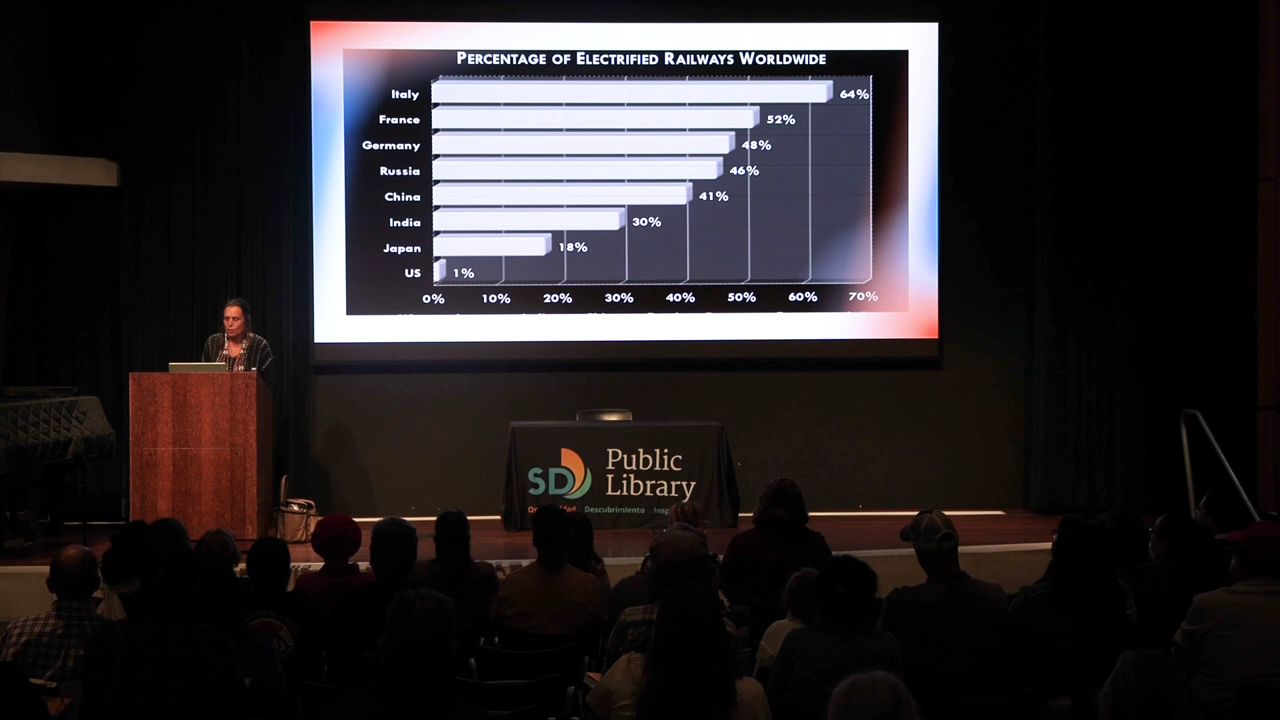 PERCENTAGE OF ELECTRIFIED RAILWAYS WORLDWIDE
Italy 64%
France 52%
Germany 48%
Russia 46%
China 41%
India 30%
Japan 18%
US 1%
0% 10% 20% 30% 40% 50% 60% 70%
SD Public
Library
Descubrimiento